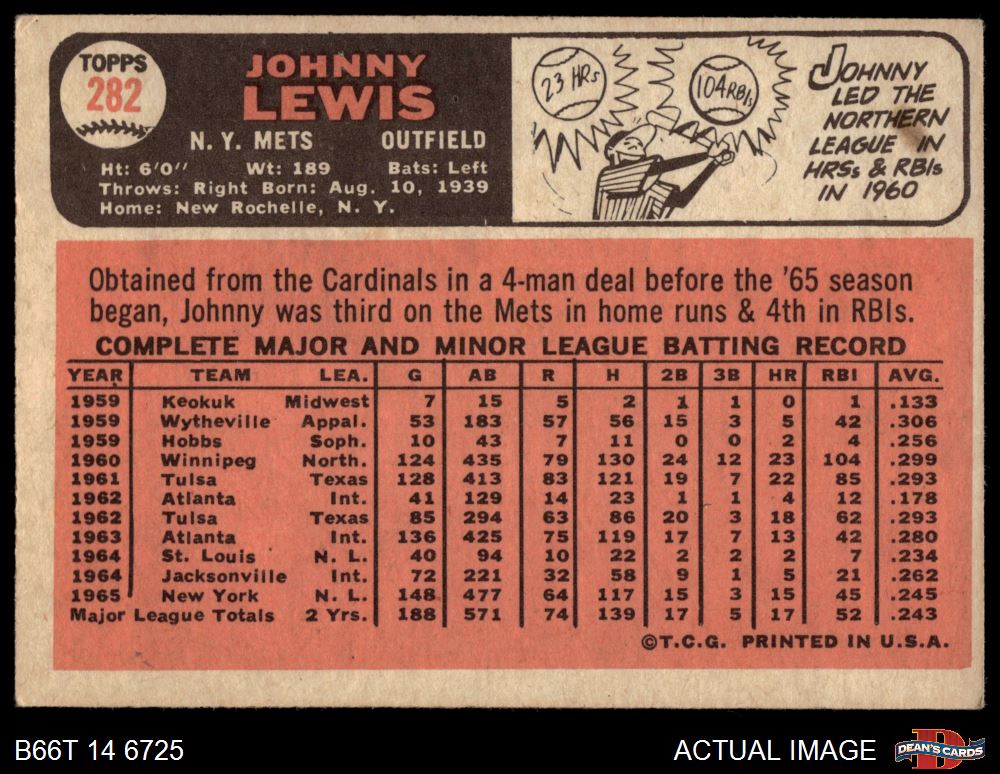 TOPPS
282
JOHNNY
LEWIS
N. Y. METS OUTFIELD
Ht: 6'0" Wt: 189 Bats: Left
Throws: Right Born: Aug. 10, 1939
Home: New Rochelle, N. Y.
23 HRs
104 RBIs
JOHNNY
LED THE
NORTHERN
LEAGUE IN
HRSs & RBIs
IN 1960
Obtained from the Cardinals in a 4-man deal before the '65 season
began, Johnny was third on the Mets in home runs & 4th in RBIs.
COMPLETE MAJOR AND MINOR LEAGUE BATTING RECORD
YEAR TEAM LEA. G AB R H 2B 3B HR RBI AVG.
1959 Keokuk Midwest 7 15 5 2 1 1 0 1 .133
1959 Wytheville Appal. 53 183 57 56 15 3 5 42 .306
1959 Hobbs Soph. 10 43 7 11 0 0 2 4 .256
1960 Winnipeg North. 124 435 79 130 24 12 23 104 .299
1961 Tulsa Texas 128 413 83 121 19 7 22 85 .293
1962 Atlanta Int. 41 129 14 23 1 1 4 12 .178
1962 Tulsa Texas 85 294 63 86 20 3 18 62 .293
1963 Atlanta Int. 136 425 75 119 17 7 13 42 .280
1964 St. Louis N. L. 40 94 10 22 2 2 2 7 .234
1964 Jacksonville Int. 72 221 32 58 9 1 5 21 .262
1965 New York N. L. 148 477 64 117 15 3 15 45 .245
Major League Totals 2 Yrs. 188 571 74 139 17 5 17 52 .243
©T.C.G. PRINTED IN U.S.A.
B66T 14 6725
ACTUAL IMAGE
D
DEAN'S CARDS